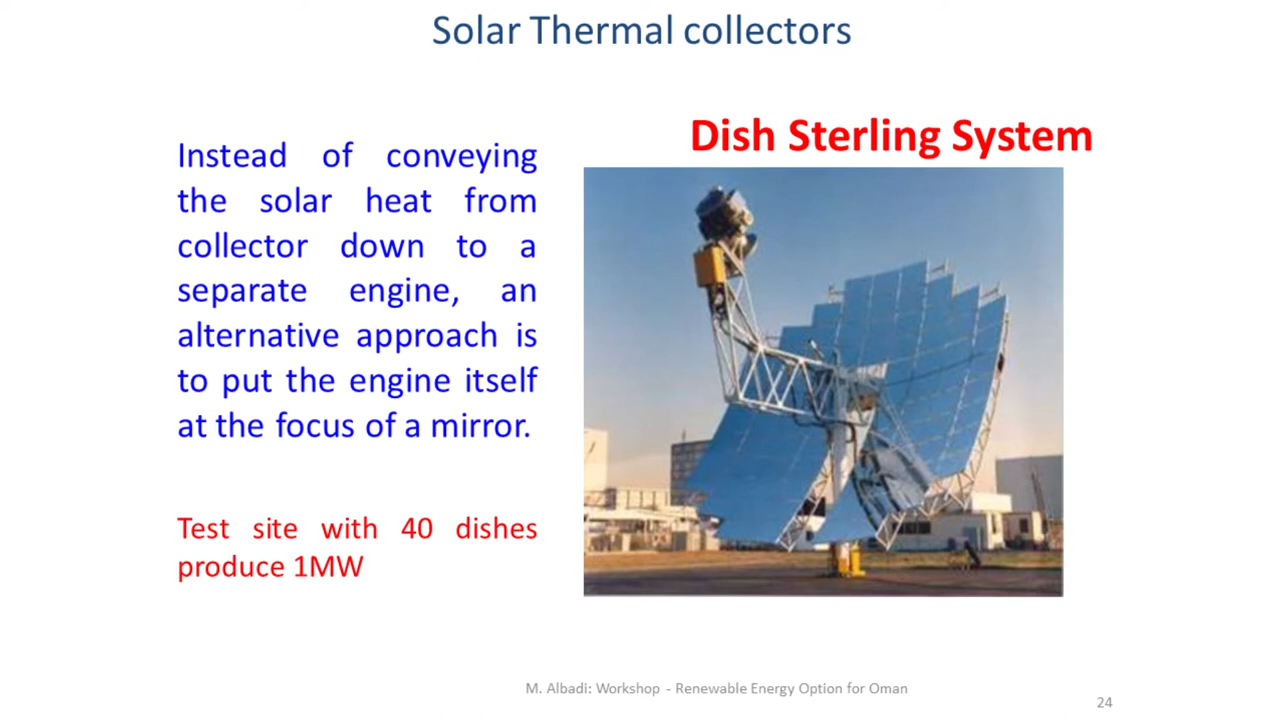 Solar Thermal collectors
Dish Sterling System
Instead of conveying
the solar heat from
collector down to a
separate engine, an
alternative approach is
to put the engine itself
at the focus of a mirror.
Test site with 40 dishes
produce 1MW
M. Albadi: Workshop - Renewable Energy Option for Oman
24